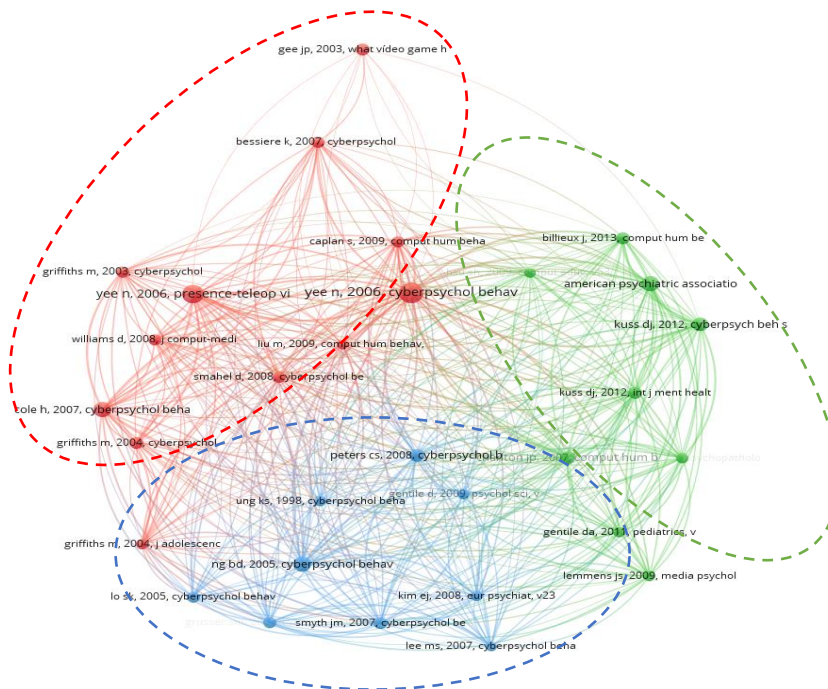 gee jp, 2003, what vídeo game h
bessiere k, 2007, cyberpsychol
caplan s, 2009, comput hum beha
billieux j, 2013, comput hum be
griffiths m, 2003, cyberpsychol
american psychiatric associatio
yee n, 2006, presence-teleop vi
yee n, 2006, cyberpsychol behav
kuss dj, 2012, cyberpsych beh s
williams d, 2008, j comput-medi
liu m, 2009, comput hum behav,
smahel d, 2008, cyberpsychol be
kuss dj, 2012, int j ment healt
cole h, 2007, cyberpsychol beha
griffiths m, 2004, cyberpsychol
peters cs, 2008, cyberpsychol b
jp, 2007, comput hum b
gentile d, 2009, psychol sci, v
ung ks, 1998, cyberpsychol beha
gentile da, 2011, pediatrics, v
griffiths m, 2004, j adolescenc
ng bd, 2005, cyberpsychol behav
lemmens js, 2009, media psychol
lo sk, 2005, cyberpsychol behav
kim ej, 2008, eur psychiat, v23
smyth jm, 2007, cyberpsychol be
lee ms, 2007, cyberpsychol beha